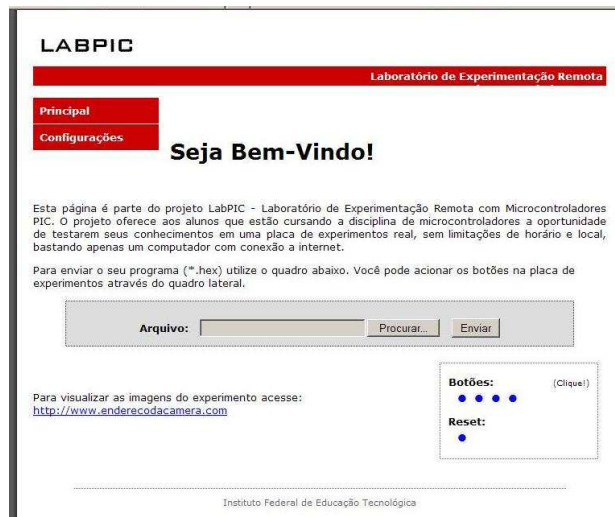 LABPIC
Laboratório de Experimentação Remota
Principal
Configurações
Seja Bem-Vindo!
Esta página é parte do projeto LabPIC - Laboratório de Experimentação Remota com Microcontroladores
PIC. O projeto oferece aos alunos que estão cursando a disciplina de microcontroladores a oportunidade
de testarem seus conhecimentos em uma placa de experimentos real, sem limitações de horário e local,
bastando apenas um computador com conexão a internet.
Para enviar o seu programa (*.hex) utilize o quadro abaixo. Você pode acionar os botões na placa de
experimentos através do quadro lateral.
Arquivo: Procurar... Enviar
Botões: (Clique!)
Para visualizar as imagens do experimento acesse:
http://www.enderecodacamera.com
Reset:
Instituto Federal de Educação Tecnológica